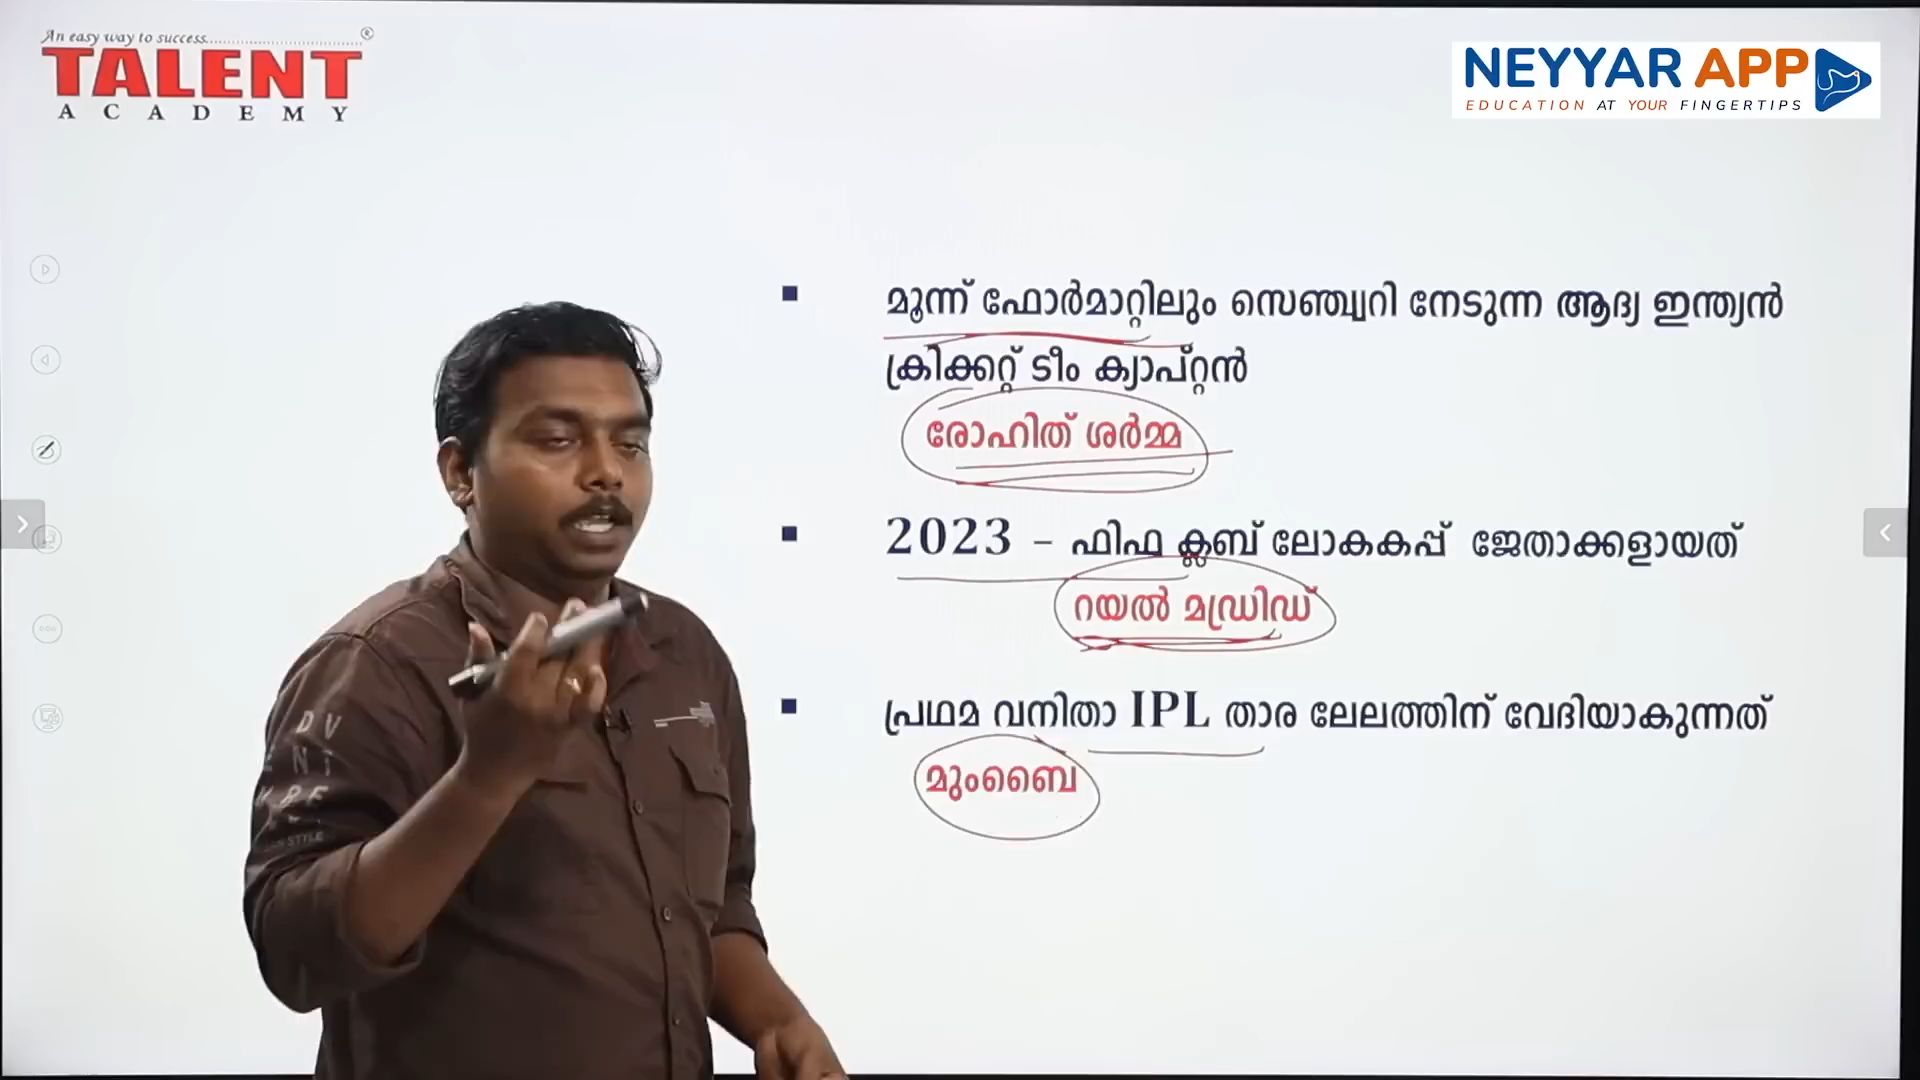 An easy way to success
TALENT
ACADEMY
NEYYAR APP
EDUCATION AT YOUR FINGERTIPS
മൂന്ന് ഫോർമാറ്റിലും സെഞ്ച്വറി നേടുന്ന ആദ്യ ഇന്ത്യൻ
ക്രിക്കറ്റ് ടീം ക്യാപ്റ്റൻ
രോഹിത് ശർമ്മ
2023 – ഫിഫ ക്ലബ് ലോകകപ്പ് ജേതാക്കളായത്
റയൽ മഡ്രിഡ്
പ്രഥമ വനിതാ IPL താര ലേലത്തിന് വേദിയാകുന്നത്
മുംബൈ